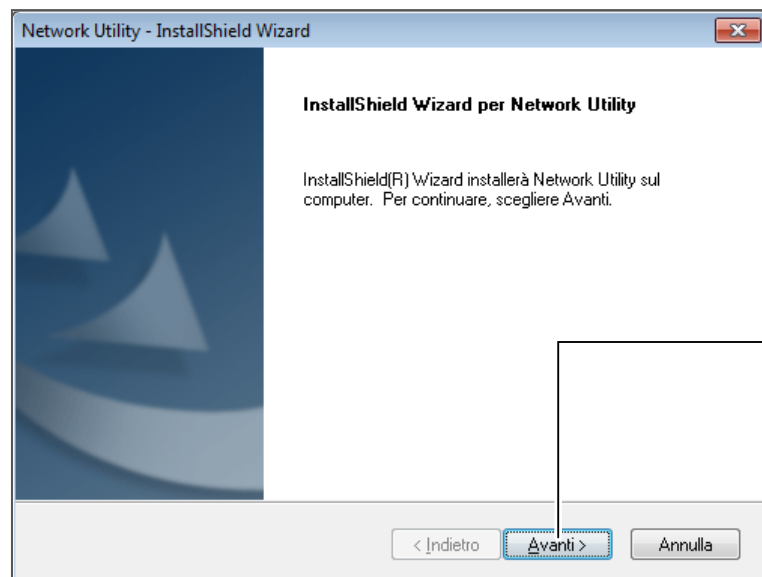 Network Utility - InstallShield Wizard
InstallShield Wizard per Network Utility
InstallShield(R) Wizard installerà Network Utility sul
computer. Per continuare, scegliere Avanti.
< Indietro
Avanti >
Annulla